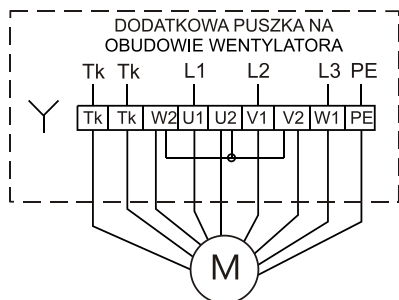 DODATKOWA PUSZKA NA
OBUDOWIE WENTYLATORA
Tk Tk L1 L2 L3 PE
Tk Tk W2 U1 U2 V1 V2 W1 PE
M